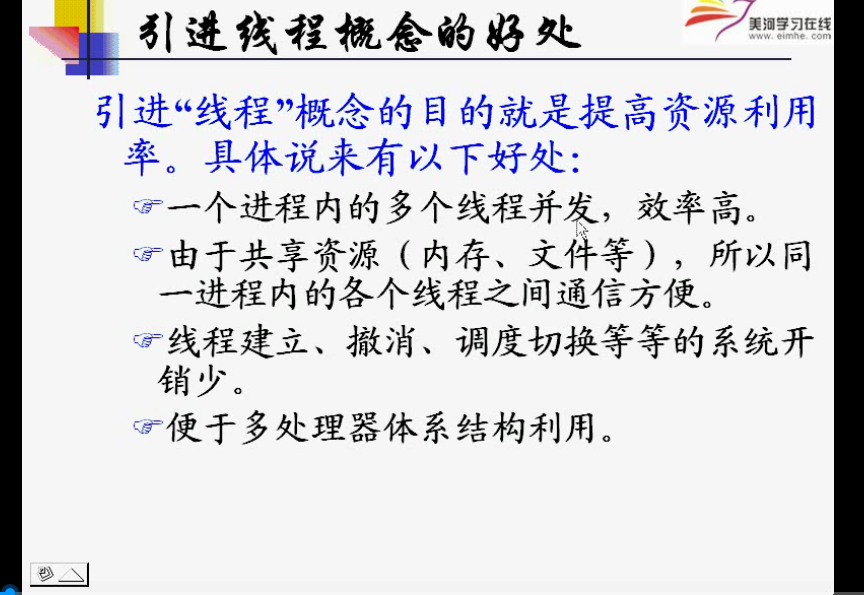 引进线程概念的好处
美河学习在线
www.eimhe.com
引进“线程”概念的目的就是提高资源利用
率。具体说来有以下好处：
一个进程内的多个线程并发，效率高。
由于共享资源（内存、文件等），所以同
一进程内的各个线程之间通信方便。
线程建立、撤消、调度切换等等的系统开
销少。
便于多处理器体系结构利用。